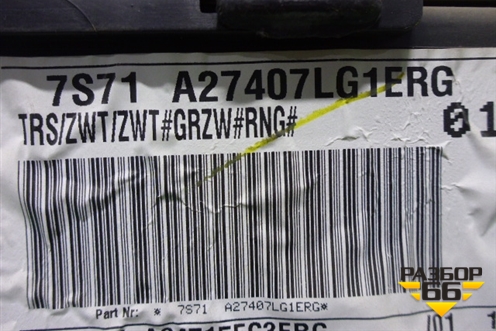 7S71 A27407LG1ERG
TRS/ZWT/ZWT#GRZW#RNG#
01
Part Nr: * 7S71 A27407LG1ERG*
РАЗБОР
66